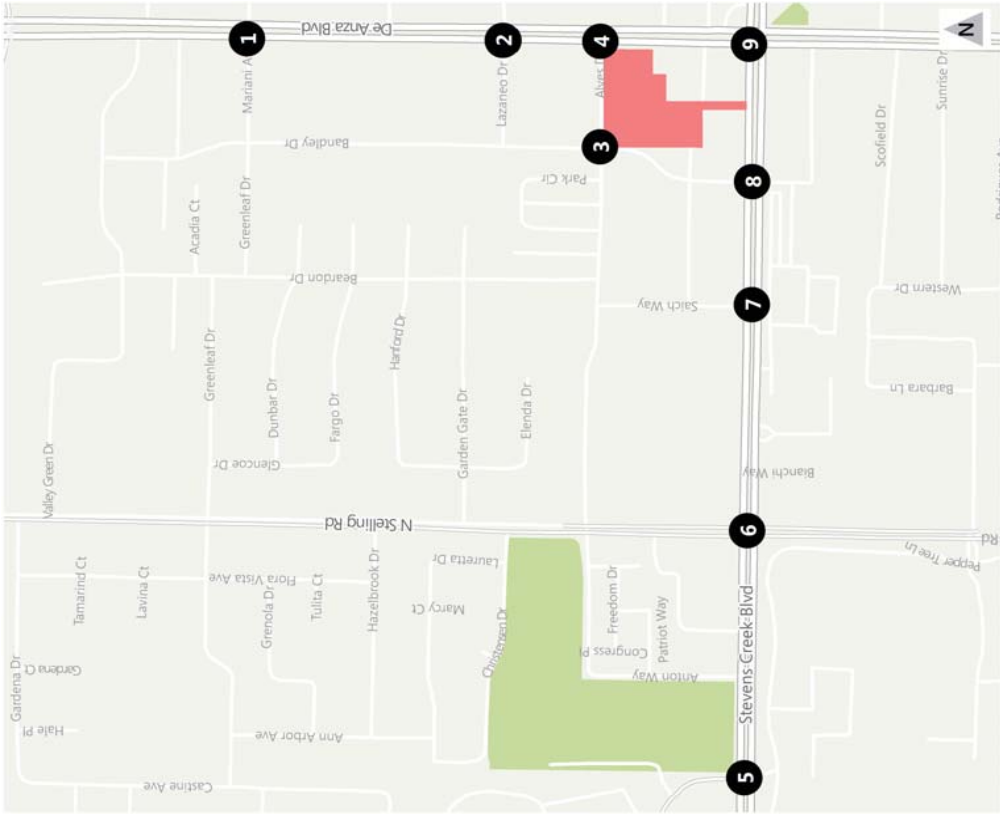 De Anza Blvd
1
2
4
9
N
Mariani A
Lazaneo Dr
Alves D
Sunrise Dr
Bandley Dr
3
Scofield Dr
Park Cir
8
Acadia Ct
Greenleaf Dr
Beardon Dr
Saich Way
7
Western Dr
Greenleaf Dr
Hanford Dr
Dunbar Dr
Fargo Dr
Garden Gate Dr
Elenda Dr
Barbara Ln
Valley Green Dr
Glencoe Dr
Bianchi Way
N Stelling Rd
6
Rd
Pepper Tree Ln
Tamarind Ct
Lavina Ct
Flora Vista Ave
Grenola Dr
Tulita Ct
Hazelbrook Dr
Lauretta Dr
Marcy Ct
Christensen Dr
Freedom Dr
Congress Pl
Patriot Way
Anton Way
Stevens Creek Blvd
Gardena Dr
Gardena Ct
Hale Pl
Ann Arbor Ave
Castine Ave
5